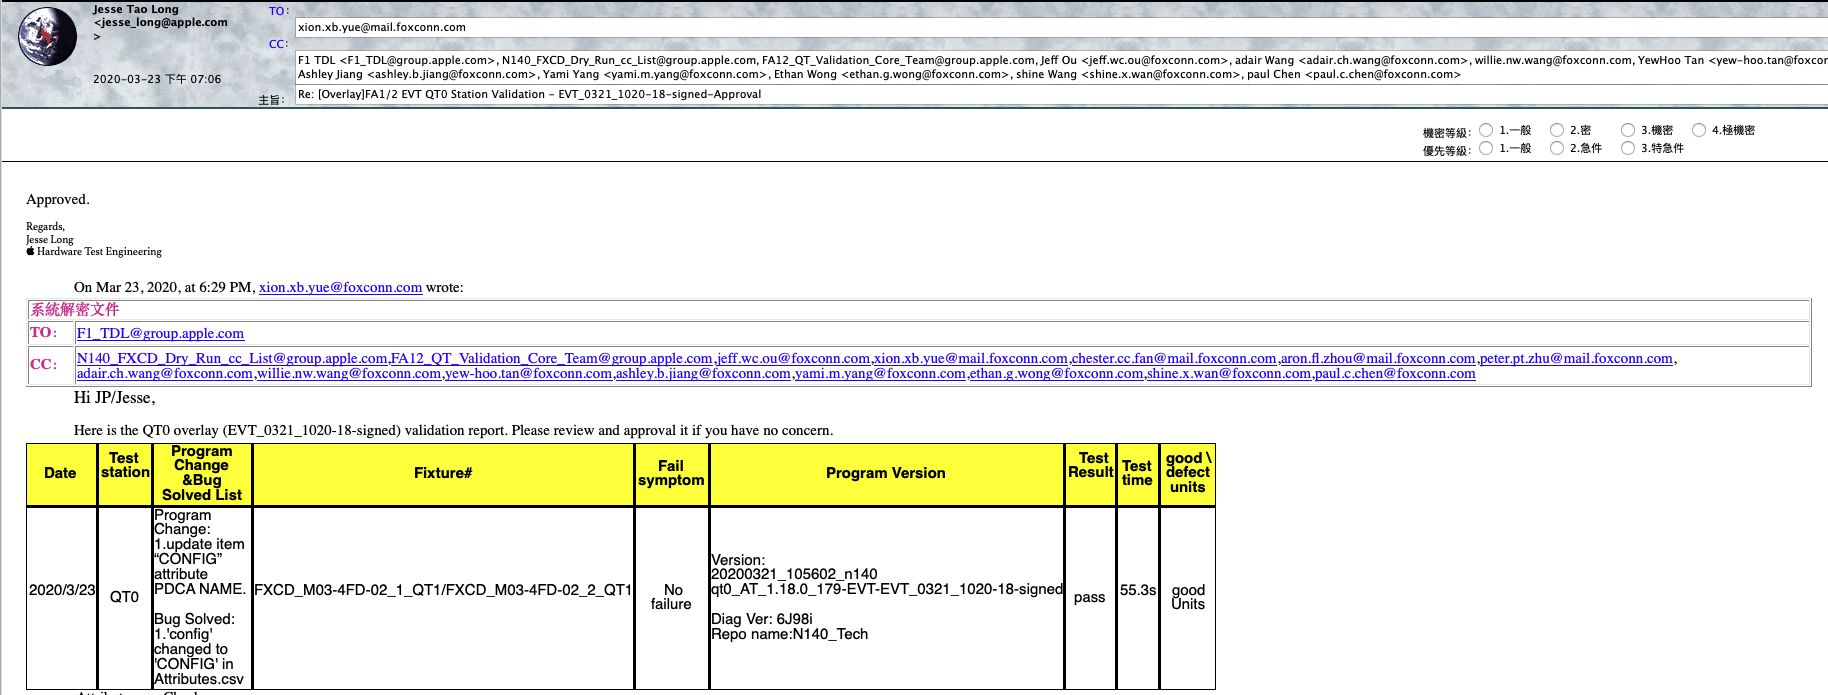 Jesse Tao Long
<jesse_long@apple.com
>
2020-03-23 下午 07:06
TO:
xion.xb.yue@mail.foxconn.com
CC:
F1 TDL <F1_TDL@group.apple.com>, N140_FXCD_Dry_Run_cc_List@group.apple.com, FA12_QT_Validation_Core_Team@group.apple.com, Jeff Ou <jeff.wc.ou@foxconn.com>, adair Wang <adair.ch.wang@foxconn.com>, willie.nw.wang@foxconn.com, YewHoo Tan <yew-hoo.tan@foxcon
Ashley Jiang <ashley.b.jiang@foxconn.com>, Yami Yang <yami.m.yang@foxconn.com>, Ethan Wong <ethan.g.wong@foxconn.com>, shine Wang <shine.x.wan@foxconn.com>, paul Chen <paul.c.chen@foxconn.com>
主旨:
Re: [Overlay]FA1/2 EVT QT0 Station Validation - EVT_0321_1020-18-signed-Approval
機密等級: 1.一般 2.密 3.機密 4.極機密
優先等級: 1.一般 2.急件 3.特急件
Approved.
Regards,
Jesse Long
Hardware Test Engineering
On Mar 23, 2020, at 6:29 PM, xion.xb.yue@foxconn.com wrote:
系統解密文件
TO: F1_TDL@group.apple.com
CC: N140_FXCD_Dry_Run_cc_List@group.apple.com,FA12_QT_Validation_Core_Team@group.apple.com,jeff.wc.ou@foxconn.com,xion.xb.yue@mail.foxconn.com,chester.cc.fan@mail.foxconn.com,aron.fl.zhou@mail.foxconn.com,peter.pt.zhu@mail.foxconn.com,
adair.ch.wang@foxconn.com,willie.nw.wang@foxconn.com,yew-hoo.tan@foxconn.com,ashley.b.jiang@foxconn.com,yami.m.yang@foxconn.com,ethan.g.wong@foxconn.com,shine.x.wan@foxconn.com,paul.c.chen@foxconn.com
Hi JP/Jesse,
Here is the QT0 overlay (EVT_0321_1020-18-signed) validation report. Please review and approval it if you have no concern.
Date
Test
station
Program
Change
&Bug
Solved List
Fixture#
Fail
symptom
Program Version
Test
Result
Test
time
good \
defect
units
2020/3/23
QT0
Program
Change:
1.update item
“CONFIG”
attribute
PDCA NAME.
Bug Solved:
1.'config'
changed to
'CONFIG' in
Attributes.csv
FXCD_M03-4FD-02_1_QT1/FXCD_M03-4FD-02_2_QT1
No
failure
Version:
20200321_105602_n140
qt0_AT_1.18.0_179-EVT-EVT_0321_1020-18-signed
Diag Ver: 6J98i
Repo name:N140_Tech
pass
55.3s
good
Units